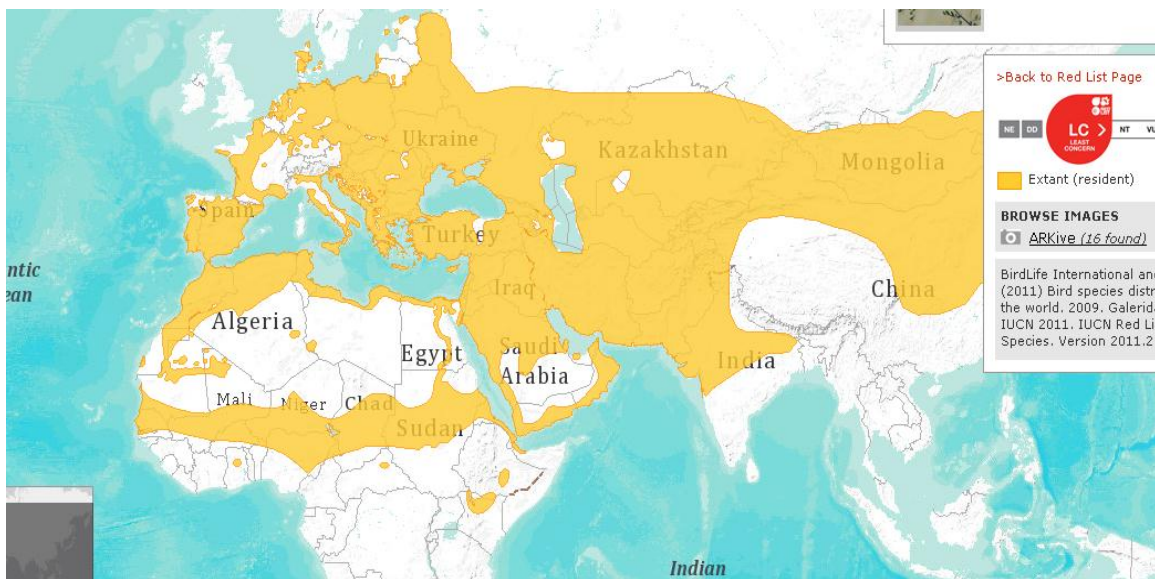 >Back to Red List Page
NE DD LC > NT VU
LEAST
CONCERN
Extant (resident)
BROWSE IMAGES
ARKive (16 found)
BirdLife International and
(2011) Bird species distr
the world. 2009. Galerida
IUCN 2011. IUCN Red Li
Species. Version 2011.2
Ukraine
Kazakhstan
Mongolia
Spain
Turkey
ntic
ean
Iraq
China
Algeria
Egypt
Saudi
Arabia
India
Mali
Niger
Chad
Sudan
Indian